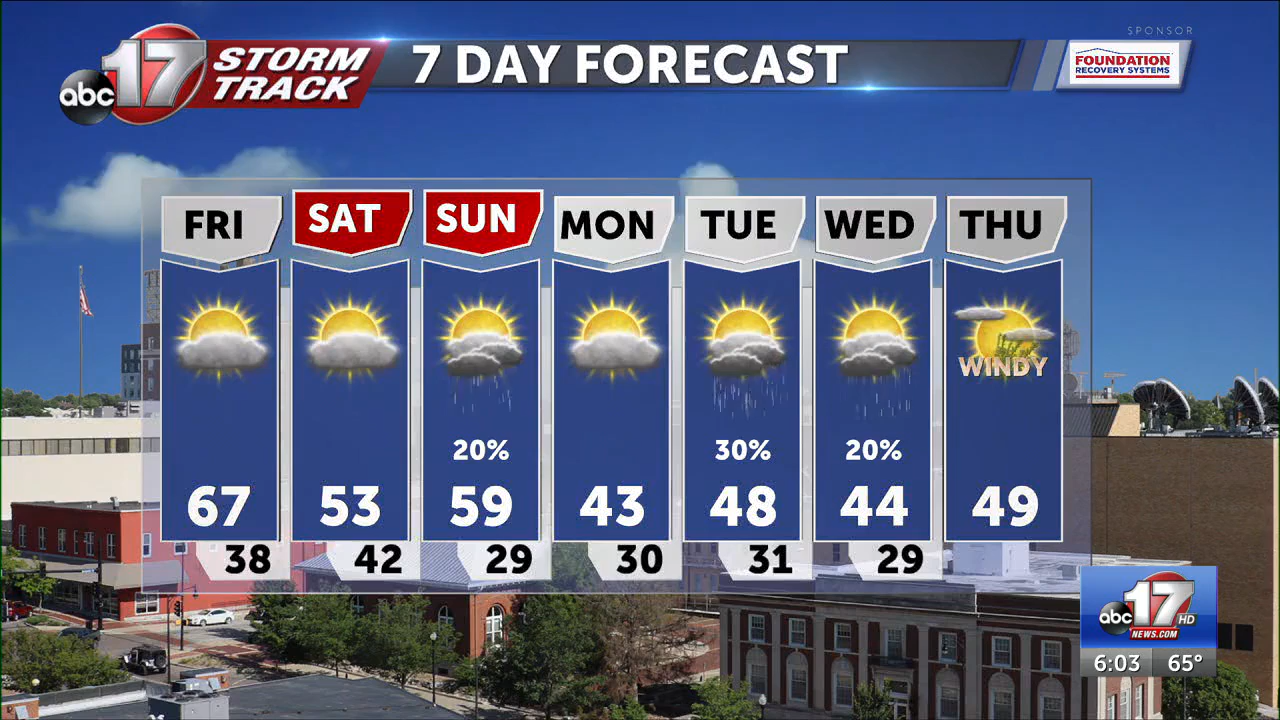 abc 17 STORM TRACK
7 DAY FORECAST
SPONSOR
FOUNDATION
RECOVERY SYSTEMS
FRI SAT SUN MON TUE WED THU
WINDY
20% 30% 20%
67 53 59 43 48 44 49
38 42 29 30 31 29
abc 17 HD
NEWS.COM
6:03 65°